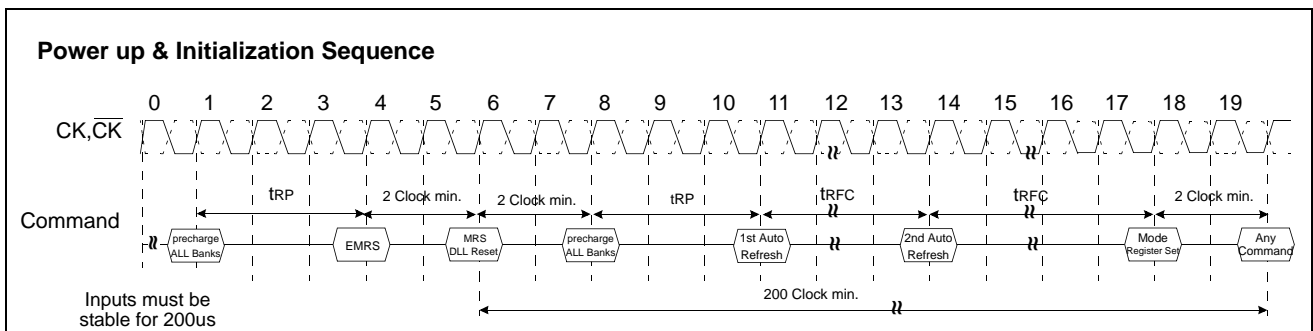 Power up & Initialization Sequence
0 1 2 3 4 5 6 7 8 9 10 11 12 13 14 15 16 17 18 19
CK,CK
tRP 2 Clock min. 2 Clock min. tRP tRFC tRFC 2 Clock min.
Command
precharge
ALL Banks
EMRS
MRS
DLL Reset
precharge
ALL Banks
1st Auto
Refresh
2nd Auto
Refresh
Mode
Register Set
Any
Command
200 Clock min.
Inputs must be
stable for 200us